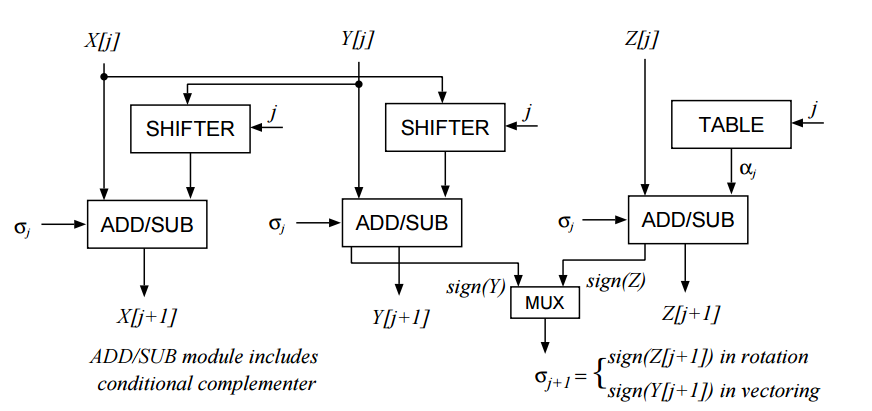 X[j]
Y[j]
Z[j]
SHIFTER
j
SHIFTER
j
TABLE
j
αj
σj
ADD/SUB
σj
ADD/SUB
σj
ADD/SUB
sign(Y)
MUX
sign(Z)
X[j+1]
Y[j+1]
Z[j+1]
ADD/SUB module includes
conditional complementer
σj+1 = { sign(Z[j+1]) in rotation
sign(Y[j+1]) in vectoring